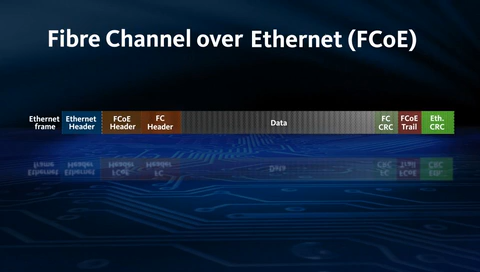 Fibre Channel over Ethernet (FCoE)
Ethernet frame
Ethernet Header
FCoE Header
FC Header
Data
FC CRC
FCoE Trail
Eth. CRC